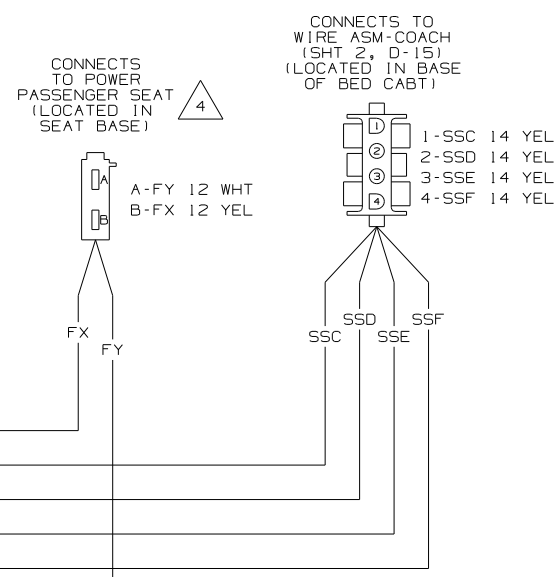 CONNECTS
TO POWER
PASSENGER SEAT
(LOCATED IN
SEAT BASE)
4
A
B
A-FY 12 WHT
B-FX 12 YEL
FX
FY
CONNECTS TO
WIRE ASM-COACH
(SHT 2, D-15)
(LOCATED IN BASE
OF BED CABT)
1
2
3
4
1-SSC 14 YEL
2-SSD 14 YEL
3-SSE 14 YEL
4-SSF 14 YEL
SSC
SSD
SSE
SSF